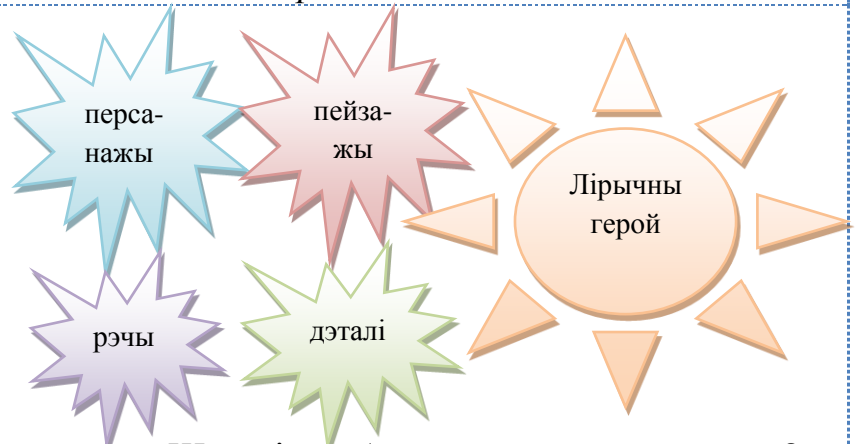 перса-
нажы
пейза-
жы
Лірычны
герой
рэчы
дэталі